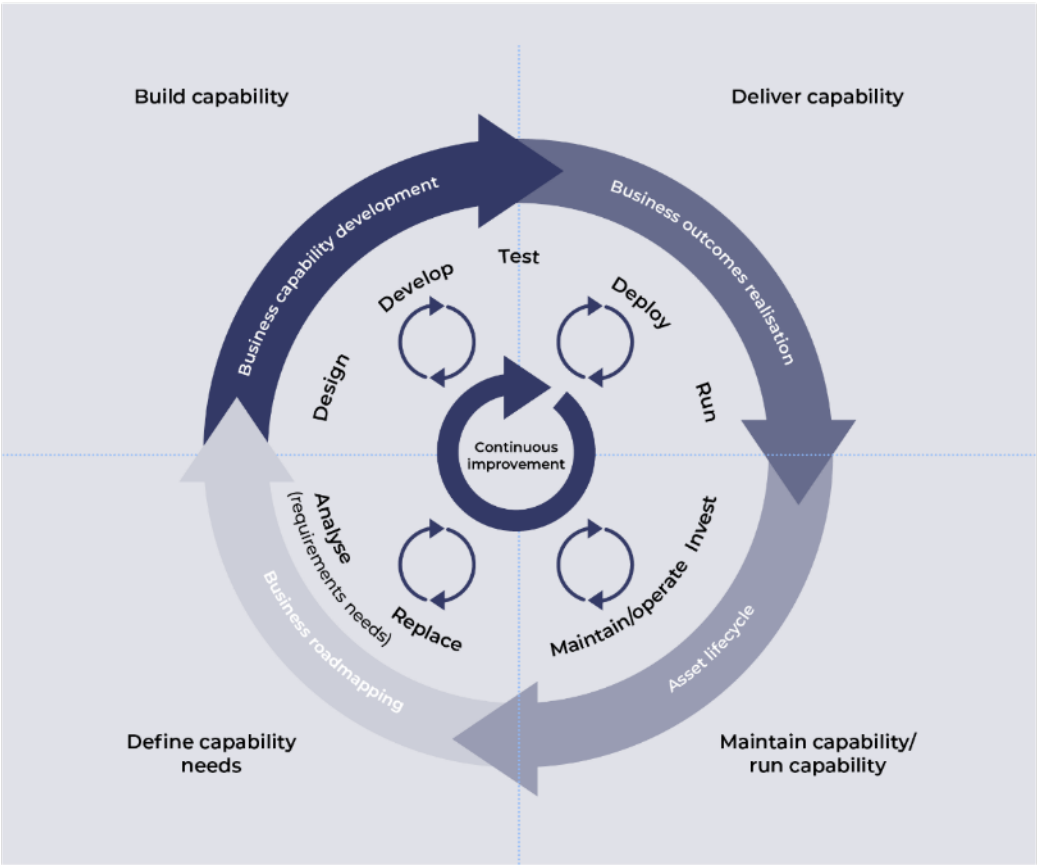 Build capability
Deliver capability
Business capability development
Business outcomes realisation
Test
Develop
Deploy
Design
Run
Continuous
improvement
Analyse
(requirements needs)
Invest
Replace
Maintain/operate
Business roadmapping
Asset lifecycle
Define capability
needs
Maintain capability/
run capability